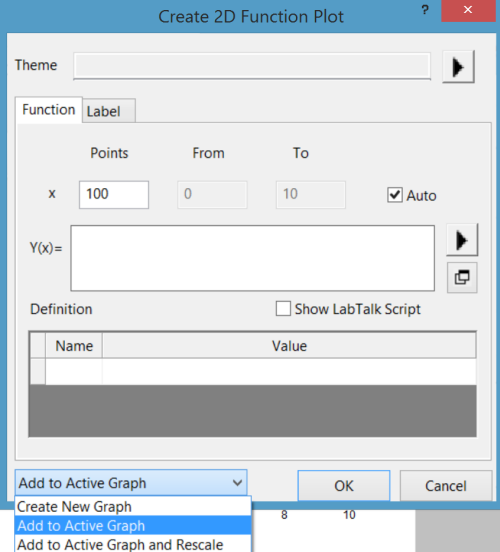 Create 2D Function Plot
?
Theme
Function Label
Points From To
x 100 0 10 Auto
Y(x)=
Definition Show LabTalk Script
Name Value
Add to Active Graph OK Cancel
Create New Graph
Add to Active Graph
Add to Active Graph and Rescale
8 10